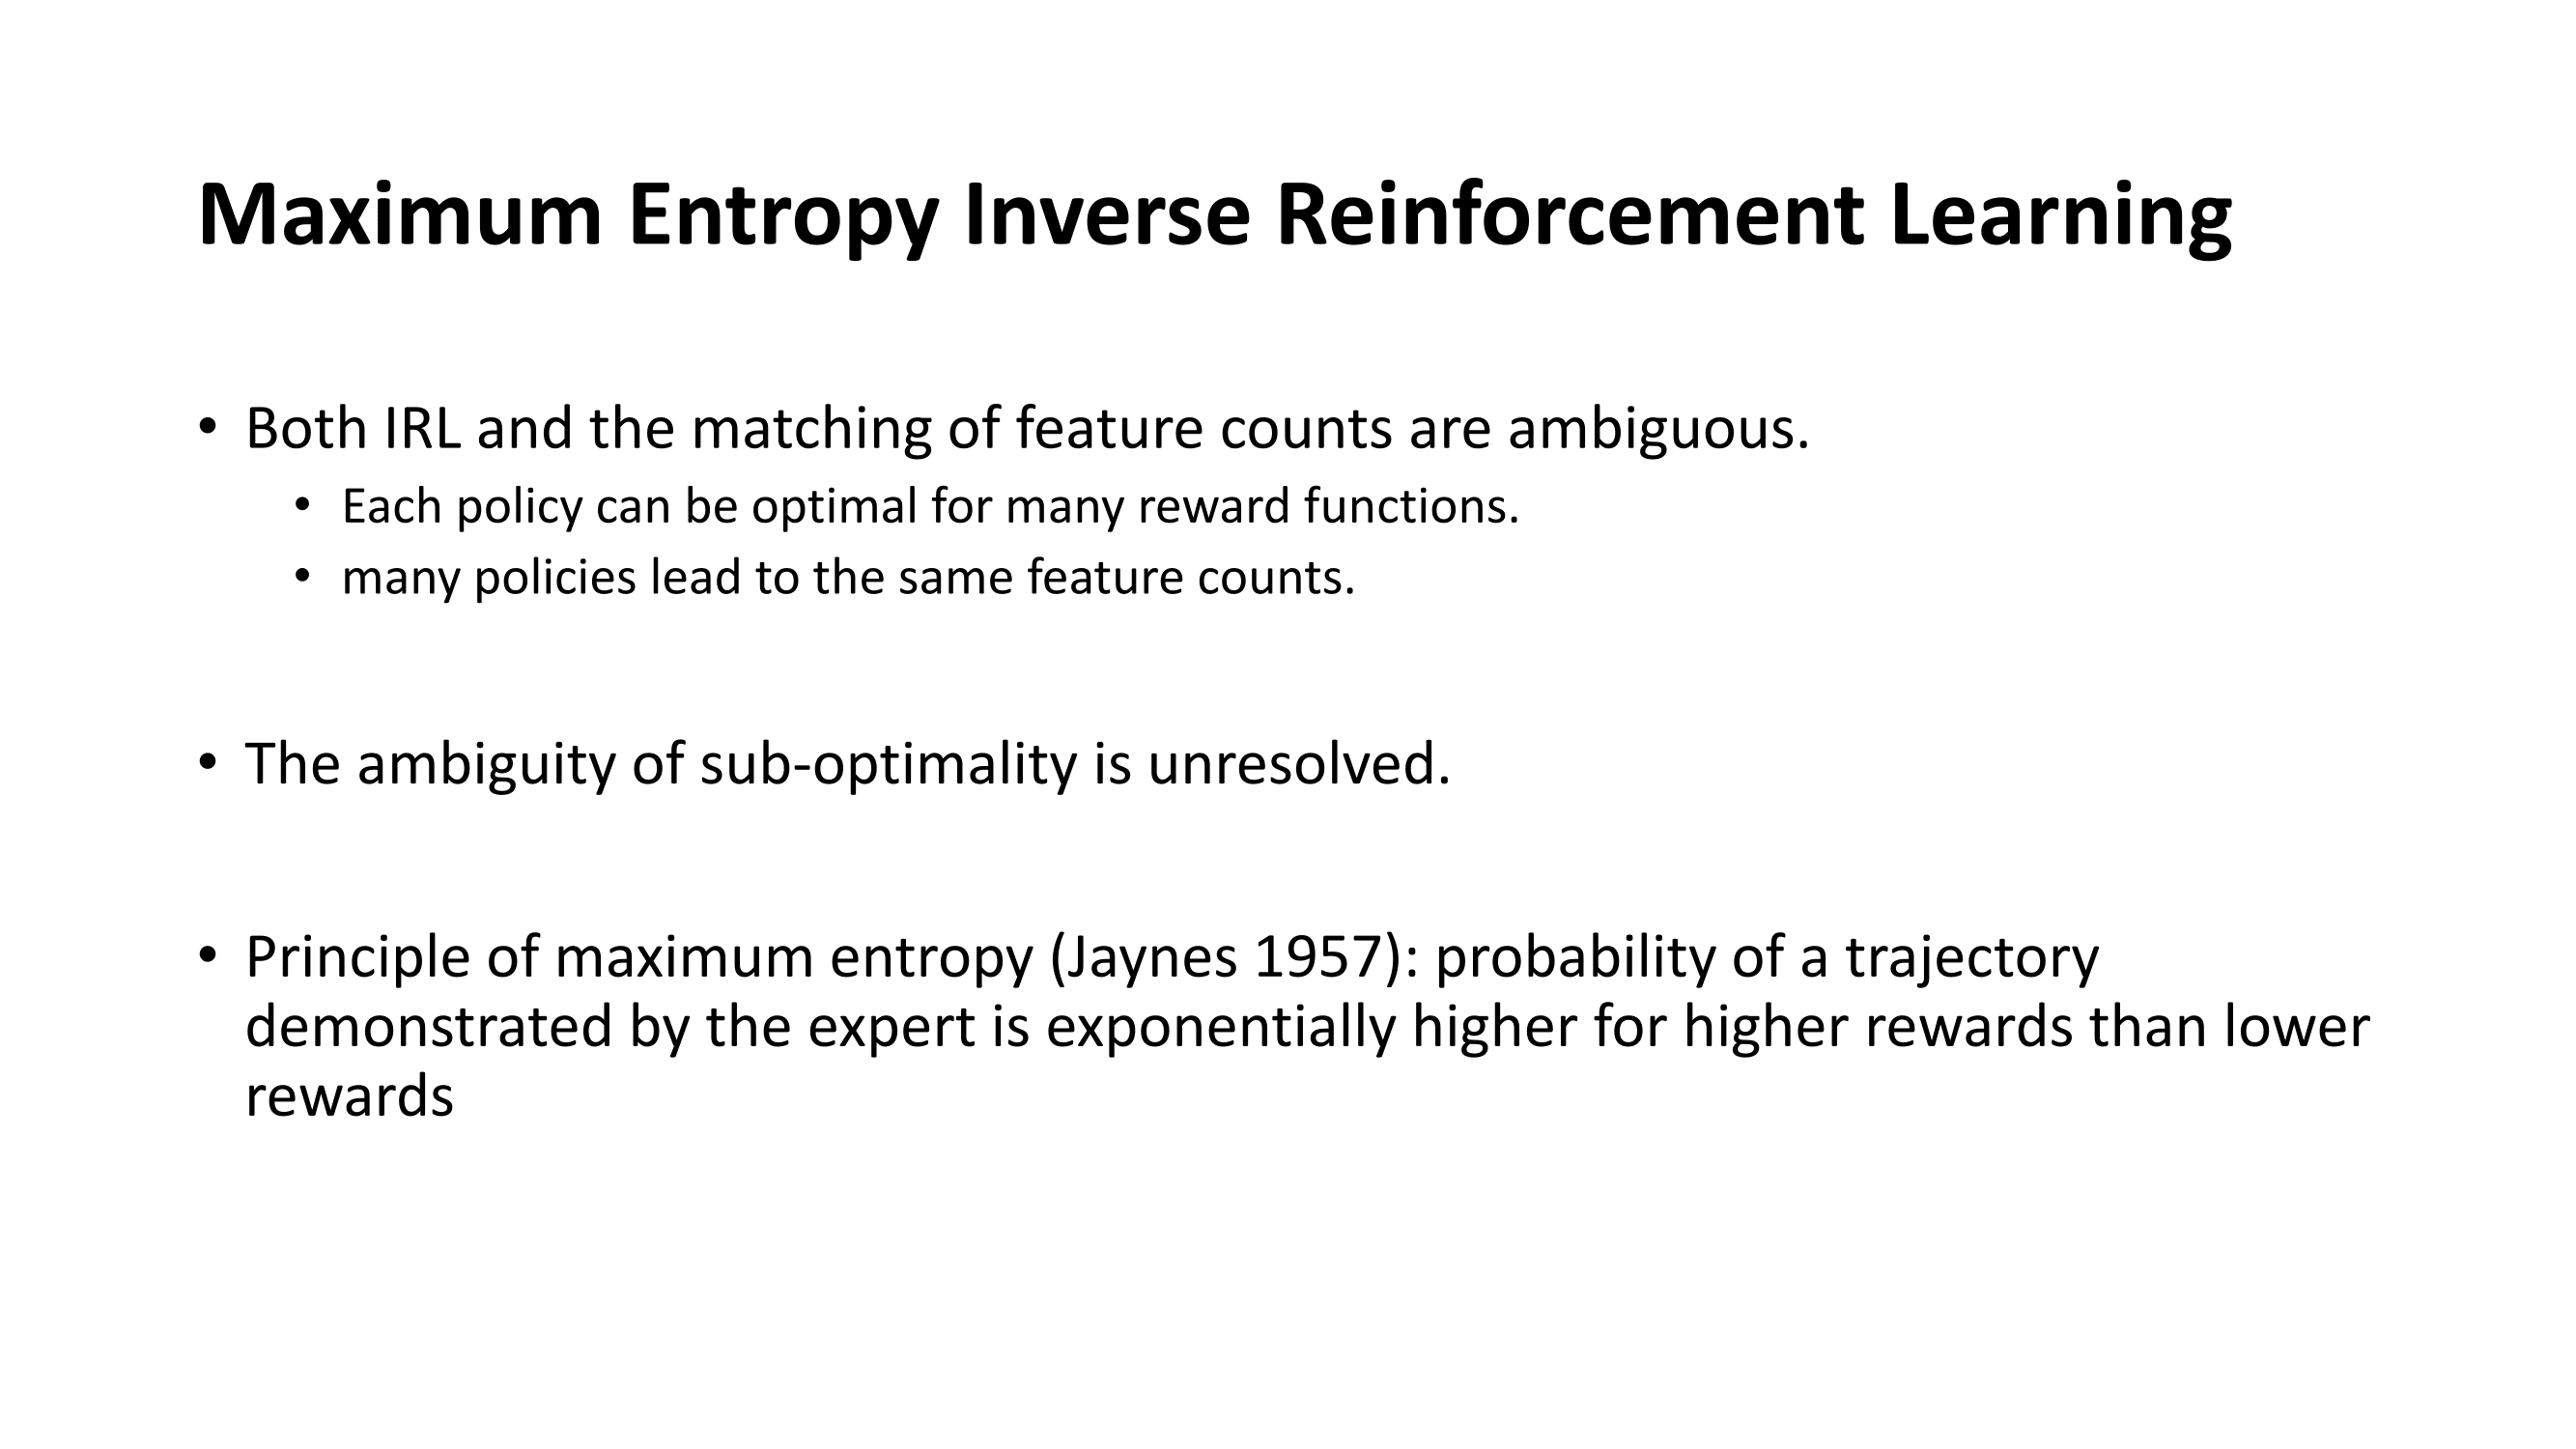 Maximum Entropy Inverse Reinforcement Learning
• Both IRL and the matching of feature counts are ambiguous.
• Each policy can be optimal for many reward functions.
• many policies lead to the same feature counts.
• The ambiguity of sub-optimality is unresolved.
• Principle of maximum entropy (Jaynes 1957): probability of a trajectory
demonstrated by the expert is exponentially higher for higher rewards than lower
rewards